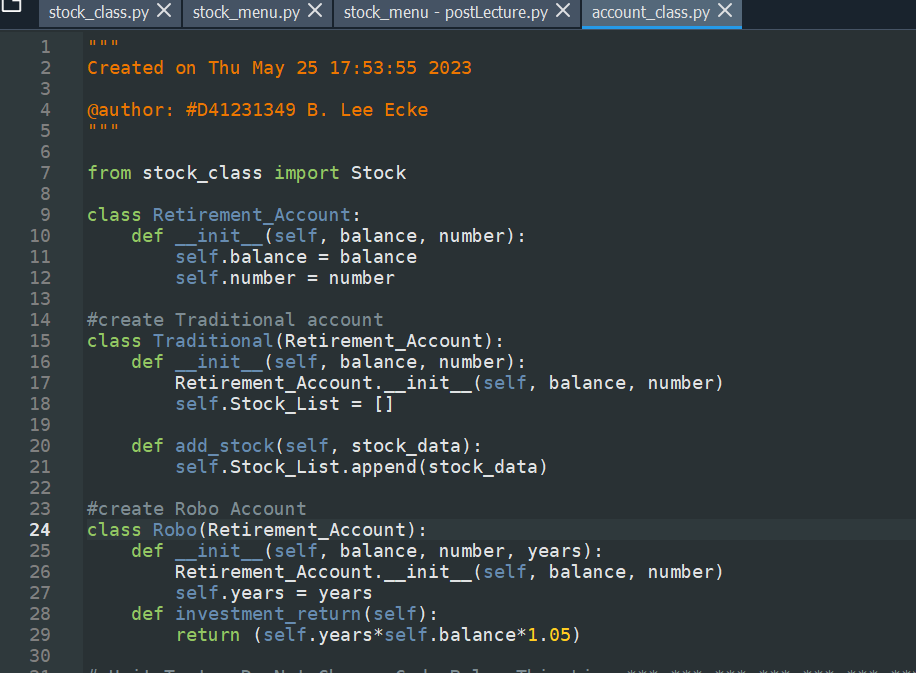 stock_class.py stock_menu.py stock_menu - postLecture.py account_class.py
1 """
2 Created on Thu May 25 17:53:55 2023
3
4 @author: #D41231349 B. Lee Ecke
5 """
6
7 from stock_class import Stock
8
9 class Retirement_Account:
10     def __init__(self, balance, number):
11         self.balance = balance
12         self.number = number
13
14 #create Traditional account
15 class Traditional(Retirement_Account):
16     def __init__(self, balance, number):
17         Retirement_Account.__init__(self, balance, number)
18         self.Stock_List = []
19
20     def add_stock(self, stock_data):
21         self.Stock_List.append(stock_data)
22
23 #create Robo Account
24 class Robo(Retirement_Account):
25     def __init__(self, balance, number, years):
26         Retirement_Account.__init__(self, balance, number)
27         self.years = years
28     def investment_return(self):
29         return (self.years*self.balance*1.05)
30